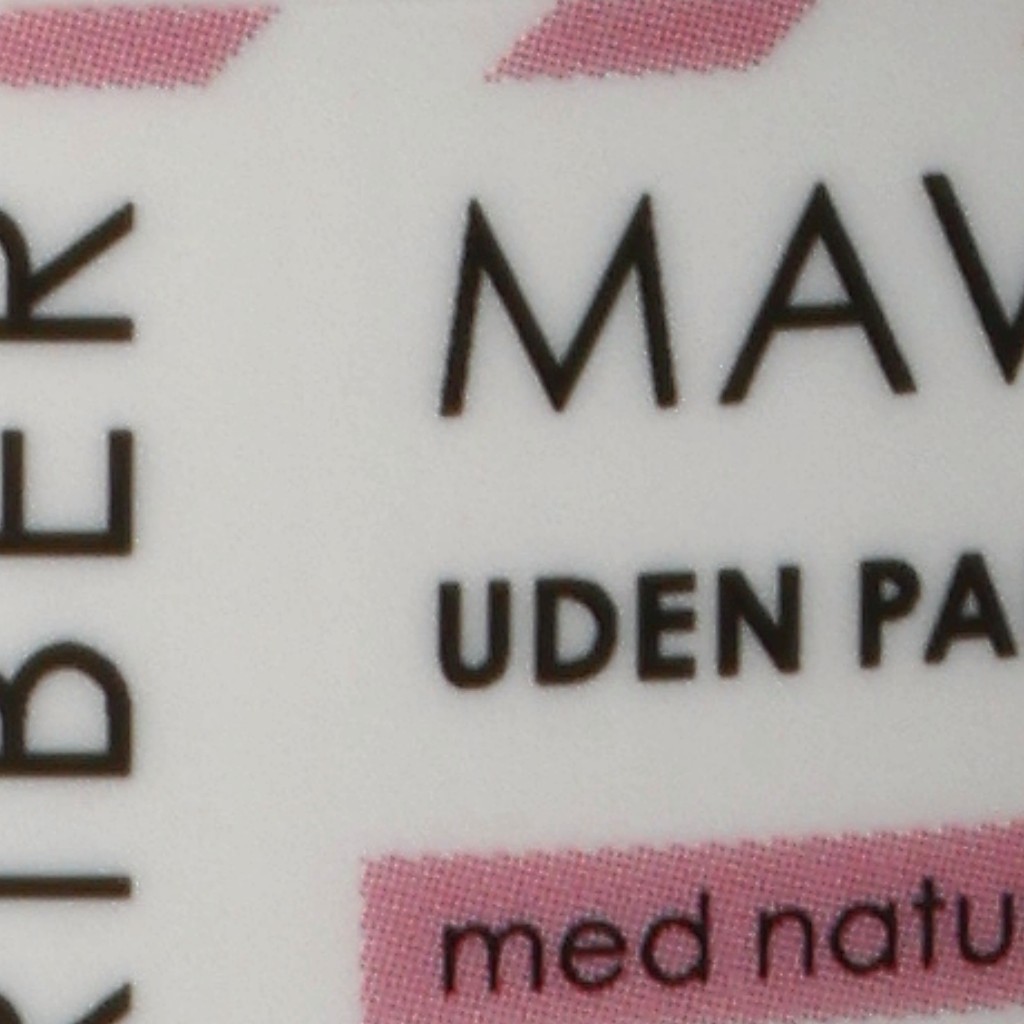 MAV
UDEN PA
med natu
RIBER